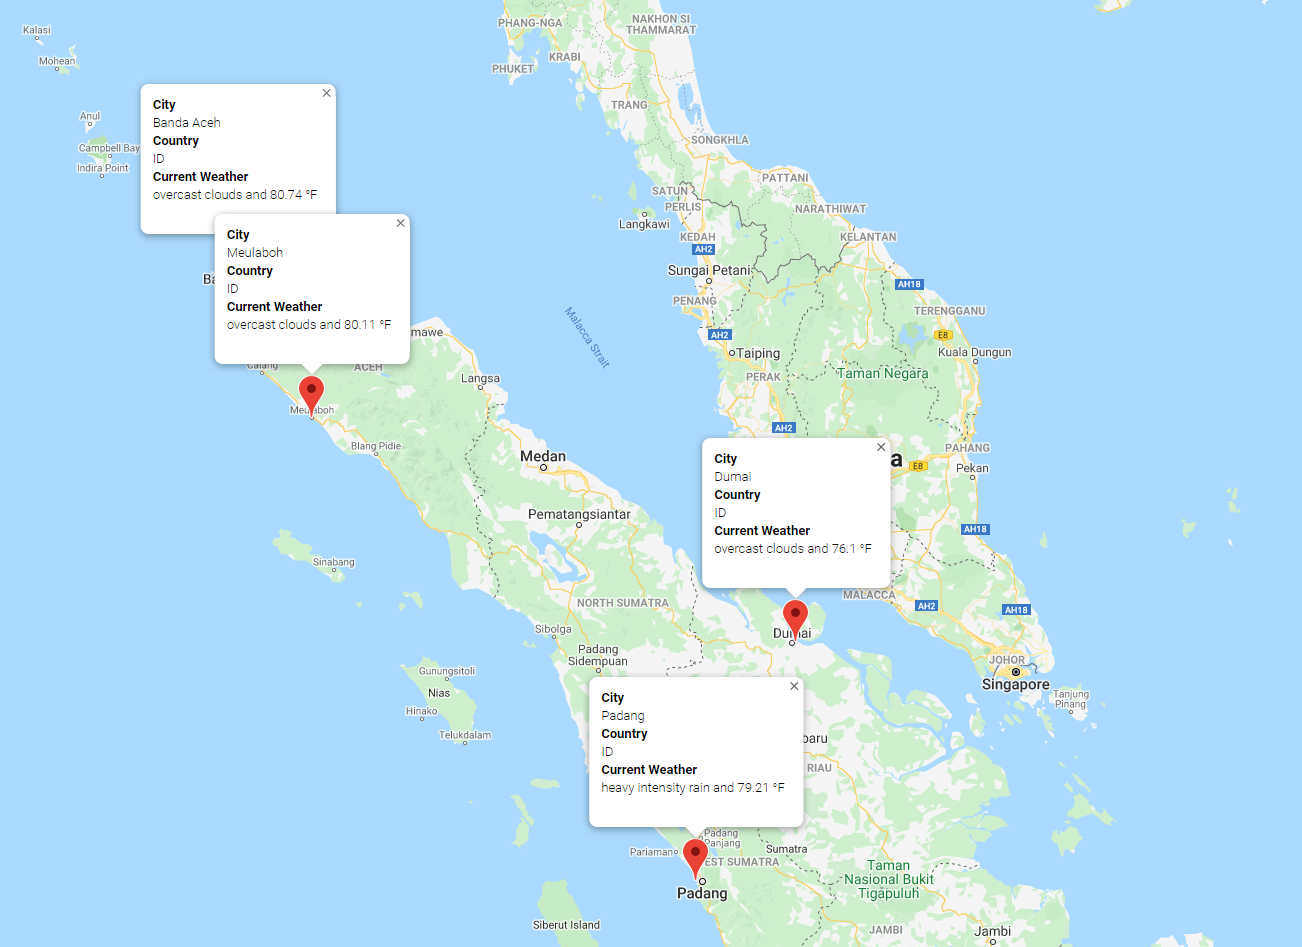 Kalasi
Mohean
PHANG-NGA
NAKHON SI
THAMMARAT
KRABI
PHUKET
TRANG
Anul
Campbell Bay
Indira Point
SONGKHLA
PATTANI
SATUN
PERLIS
NARATHIWAT
Langkawi
KEDAH
AH2
KELANTAN
Sungai Petani
AH18
PENANG
TERENGGANU
AH2
E8
Taiping
Kuala Dungun
Malacca Strait
PERAK
Taman Negara
AH2
City
Banda Aceh
Country
ID
Current Weather
overcast clouds and 80.74 °F
Ba
City
Meulaboh
Country
ID
Current Weather
overcast clouds and 80.11 °F
mawe
Calang
ACEH
Langsa
Meulaboh
Blang Pidie
Medan
Pematangsiantar
a
E8
PAHANG
Pekan
City
Dumai
Country
ID
Current Weather
overcast clouds and 76.1 °F
AH18
Sinabang
NORTH SUMATRA
MALACCA
AH2
AH18
Sibolga
Dumai
Padang
Sidempuan
JOHOR
Singapore
Tanjung
Pinang
Gunungsitoli
Nias
Hinako
Telukdalam
City
Padang
Country
ID
Current Weather
heavy intensity rain and 79.21 °F
baru
RIAU
Padang
Panjang
Pariaman
EST SUMATRA
Sumatra
Padang
Taman
Nasional Bukit
Tigapuluh
Siberut Island
JAMBI
Jambi